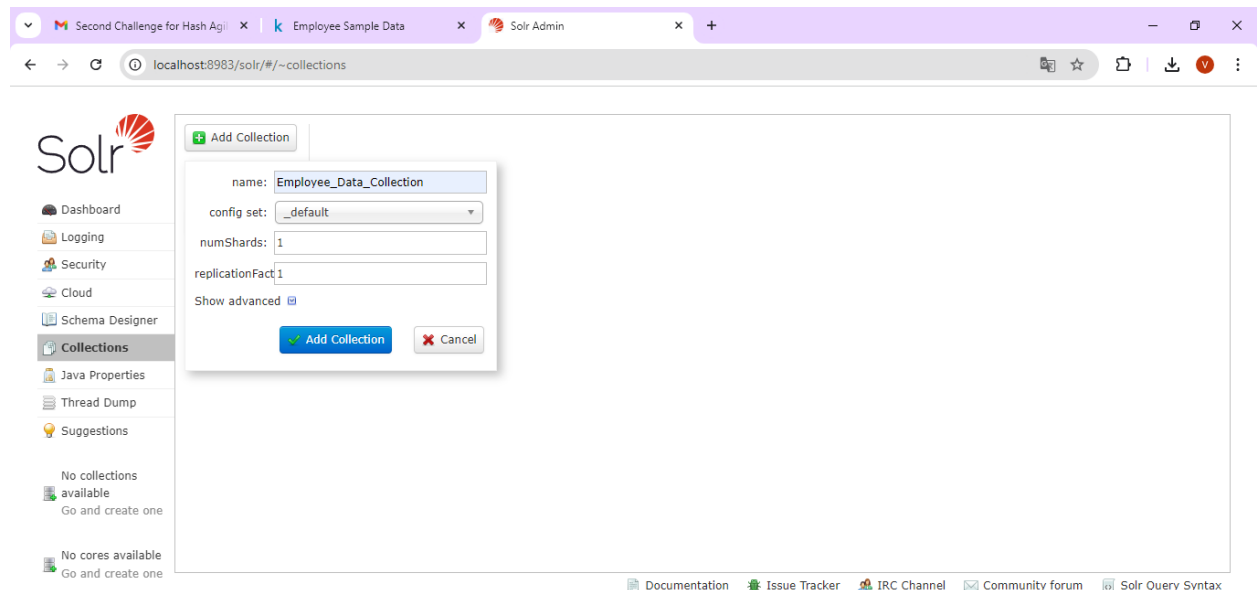 Second Challenge for Hash Agil
Employee Sample Data
Solr Admin
localhost:8983/solr/#/~collections
V
Solr
Add Collection
name: Employee_Data_Collection
config set: _default
numShards: 1
replicationFact 1
Show advanced
Add Collection
Cancel
Dashboard
Logging
Security
Cloud
Schema Designer
Collections
Java Properties
Thread Dump
Suggestions
No collections
available
Go and create one
No cores available
Go and create one
Documentation Issue Tracker IRC Channel Community forum Solr Query Syntax